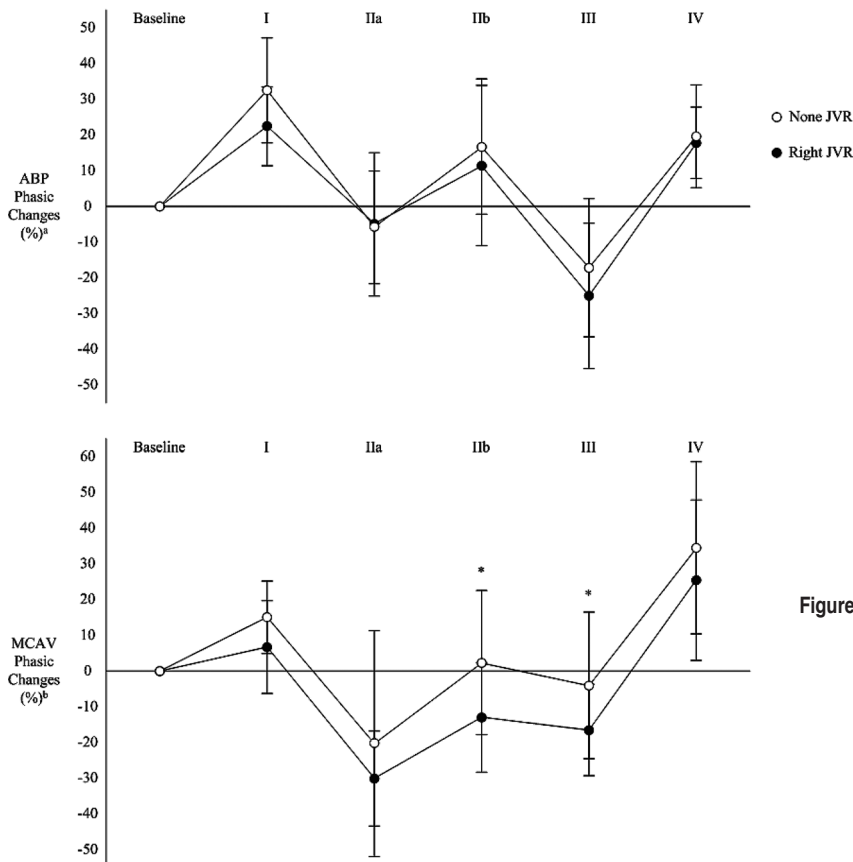 Baseline I IIa IIb III IV
50
40
30
20
10
0
-10
-20
-30
-40
-50
ABP
Phasic
Changes
(%)ᵃ
None JVR
Right JVR
Baseline I IIa IIb III IV
60
50
40
30
20
10
0
-10
-20
-30
-40
-50
MCAV
Phasic
Changes
(%)ᵇ
* *
Figure